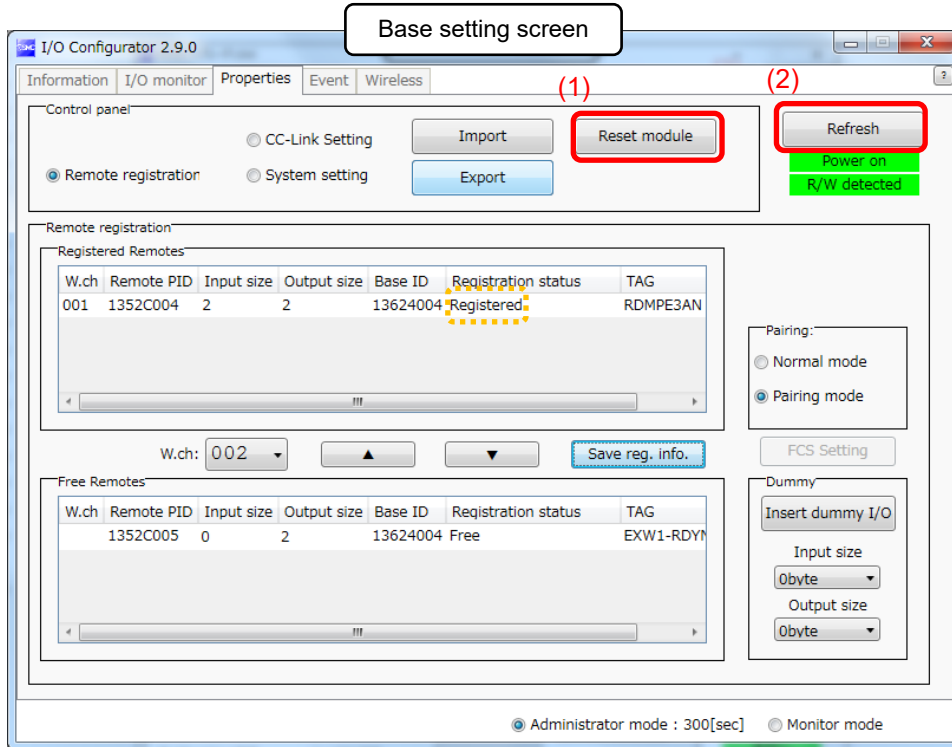 Base setting screen
SMC I/O Configurator 2.9.0
Information I/O monitor Properties Event Wireless ?
(1) (2)
Control panel
CC-Link Setting Import Reset module Refresh
Power on
Remote registration System setting Export R/W detected
Remote registration
Registered Remotes
W.ch Remote PID Input size Output size Base ID Registration status TAG
001 1352C004 2 2 13624004 Registered RDMPE3AN
Pairing:
Normal mode
Pairing mode
W.ch: 002 ▲ ▼ Save reg. info. FCS Setting
Free Remotes Dummy
W.ch Remote PID Input size Output size Base ID Registration status TAG Insert dummy I/O
1352C005 0 2 13624004 Free EXW1-RDYN
Input size
0byte
Output size
0byte
Administrator mode : 300[sec] Monitor mode